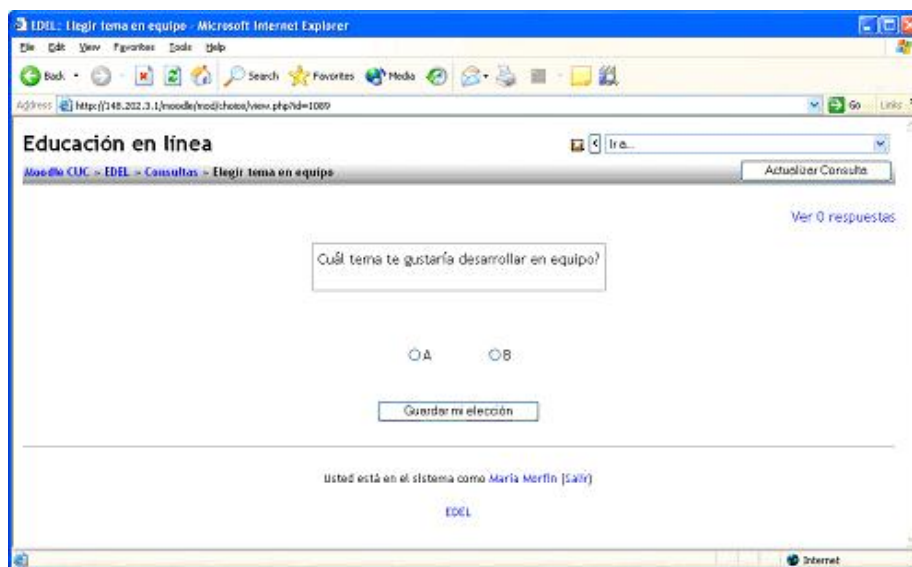 EDEL: Elegir tema en equipo - Microsoft Internet Explorer
File Edit View Favorites Tools Help
Back Search Favorites Media
Address http://148.202.3.1/moodle/mod/choice/view.php?id=1089 Go Links
Educación en línea
Ir a...
Moodle CUC » EDEL » Consultas » Elegir tema en equipo
Actualizar Consulta
Ver 0 respuestas
Cuál tema te gustaría desarrollar en equipo?
A B
Guardar mi elección
Usted está en el sistema como María Morfin (Salir)
EDEL
Internet